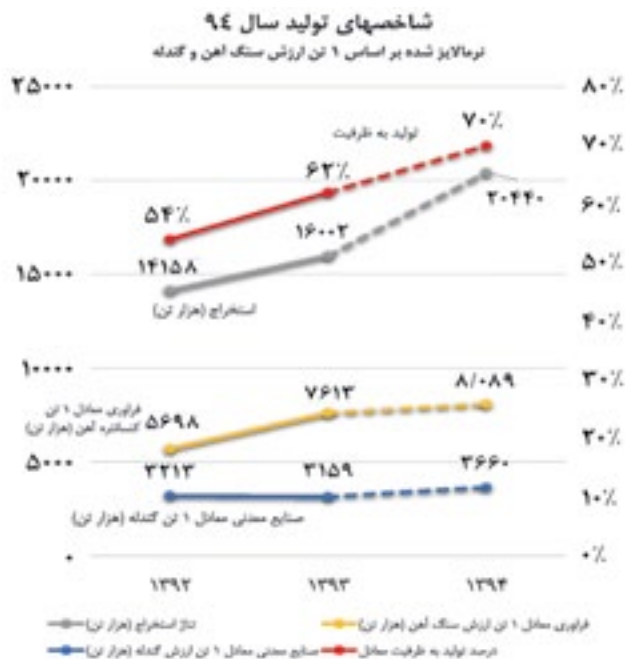 شاخصهای تولید سال ۹۴
نرمالایز شده بر اساس ۱ تن ارزش سنگ آهن و گندله
۲۵۰۰۰
۲۰۰۰۰
۱۵۰۰۰
۱۰۰۰۰
۵۰۰۰
۰
۸۰٪
۷۰٪
۶۰٪
۵۰٪
۴۰٪
۳۰٪
۲۰٪
۱۰٪
۰٪
تولید به ظرفیت
۵۴٪
۶۲٪
۷۰٪
۱۴۱۵۸
۱۶۰۰۲
۲۰۴۴۰
استخراج (هزار تن)
فراوری معادل ۱ تن
کنسانتره آهن (هزار تن)
۵۶۹۸
۷۶۱۳
۸/۰۸۹
۳۲۱۳
۳۱۵۹
۳۶۶۰
صنایع معدنی معادل ۱ تن گندله (هزار تن)
۱۳۹۲
۱۳۹۳
۱۳۹۴
فراوری معادل ۱ تن ارزش سنگ آهن (هزار تن)
تناژ استخراج (هزار تن)
درصد تولید به ظرفیت معادل
صنایع معدنی معادل ۱ تن ارزش گندله (هزار تن)